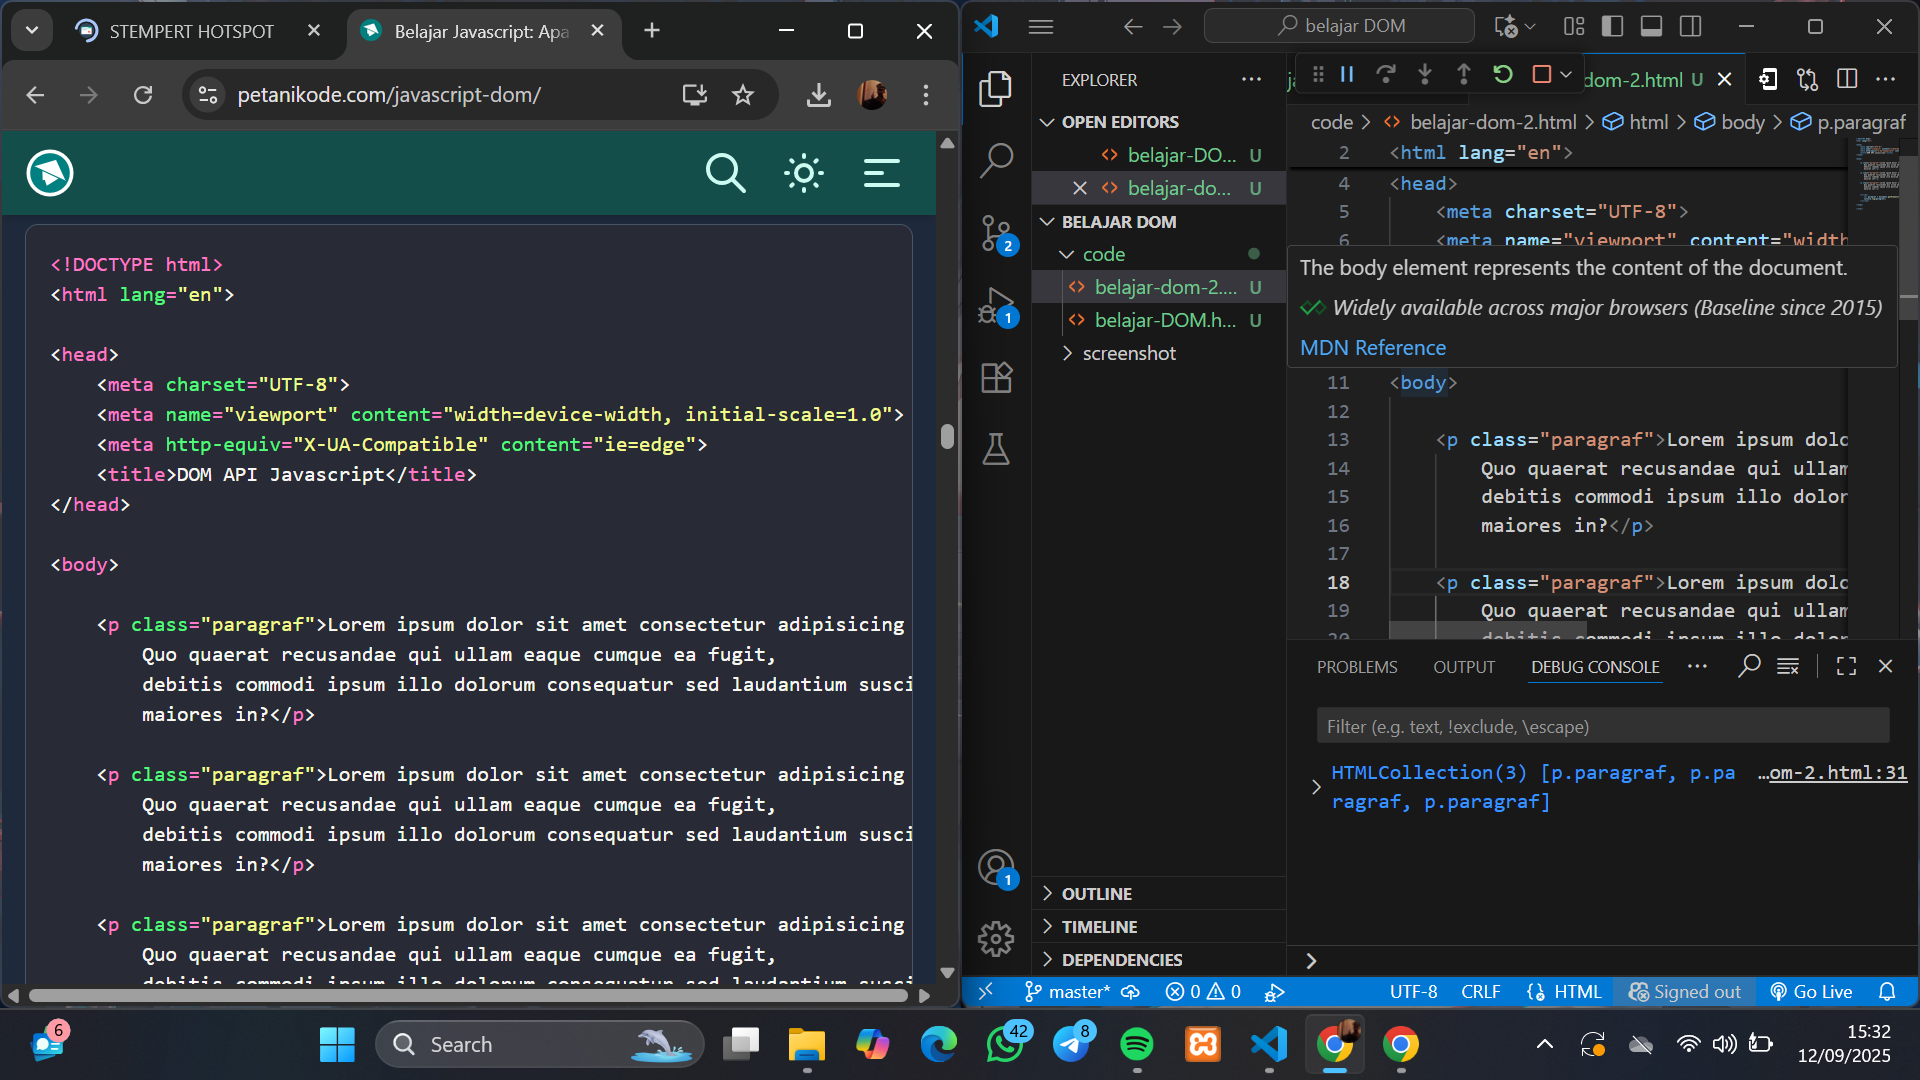 STEMPERT HOTSPOT
Belajar Javascript: Apa
petanikode.com/javascript-dom/
<!DOCTYPE html>
<html lang="en">
<head>
<meta charset="UTF-8">
<meta name="viewport" content="width=device-width, initial-scale=1.0">
<meta http-equiv="X-UA-Compatible" content="ie=edge">
<title>DOM API Javascript</title>
</head>
<body>
<p class="paragraf">Lorem ipsum dolor sit amet consectetur adipisicing
Quo quaerat recusandae qui ullam eaque cumque ea fugit,
debitis commodi ipsum illo dolorum consequatur sed laudantium susci
maiores in?</p>
<p class="paragraf">Lorem ipsum dolor sit amet consectetur adipisicing
Quo quaerat recusandae qui ullam eaque cumque ea fugit,
debitis commodi ipsum illo dolorum consequatur sed laudantium susci
maiores in?</p>
<p class="paragraf">Lorem ipsum dolor sit amet consectetur adipisicing
Quo quaerat recusandae qui ullam eaque cumque ea fugit,
belajar DOM
EXPLORER
OPEN EDITORS
belajar-DO... U
belajar-do... U
BELAJAR DOM
code
belajar-dom-2.... U
belajar-DOM.h... U
screenshot
OUTLINE
TIMELINE
DEPENDENCIES
2
1
1
dom-2.html U
code > belajar-dom-2.html > html > body > p.paragraf
2 <html lang="en">
4 <head>
5 <meta charset="UTF-8">
6 <meta name="viewport" content="width
The body element represents the content of the document.
Widely available across major browsers (Baseline since 2015)
MDN Reference
11 <body>
12
13 <p class="paragraf">Lorem ipsum dolo
14 Quo quaerat recusandae qui ullam
15 debitis commodi ipsum illo dolor
16 maiores in?</p>
17
18 <p class="paragraf">Lorem ipsum dolo
19 Quo quaerat recusandae qui ullam
20 debitis commodi ipsum illo dolor
PROBLEMS OUTPUT DEBUG CONSOLE
Filter (e.g. text, !exclude, \escape)
HTMLCollection(3) [p.paragraf, p.pa …om-2.html:31
ragraf, p.paragraf]
master* 0 0 UTF-8 CRLF HTML Signed out Go Live
6
Search
42
8
15:32
12/09/2025